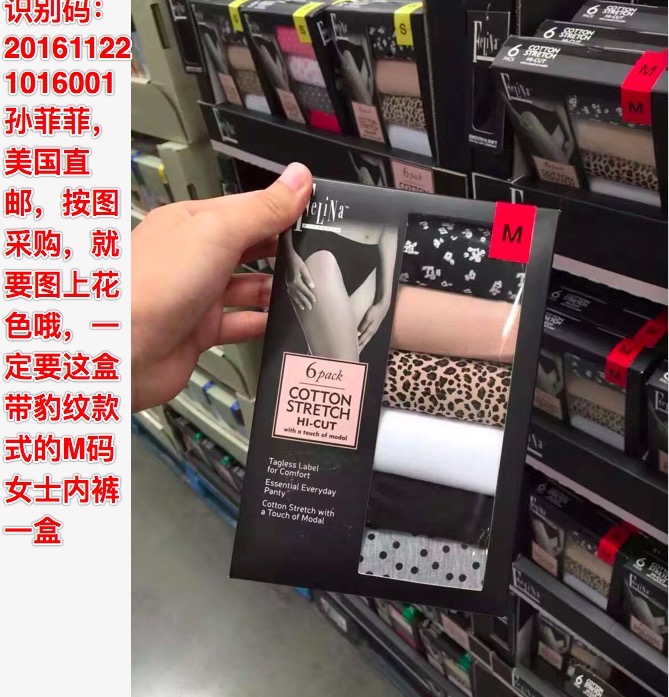 识别码：
20161122
1016001
孙菲菲，
美国直
邮，按图
采购，就
要图上花
色哦，一
定要这盒
带豹纹款
式的M码
女士内裤
一盒
FELINA
M
6 pack
COTTON
STRETCH
HI-CUT
with a touch of modal
Tagless Label
for Comfort
Essential Everyday
Panty™
Cotton Stretch with
a Touch of Modal
S
S
S
6 PACK
COTTON
STRETCH
HI-CUT
M
M